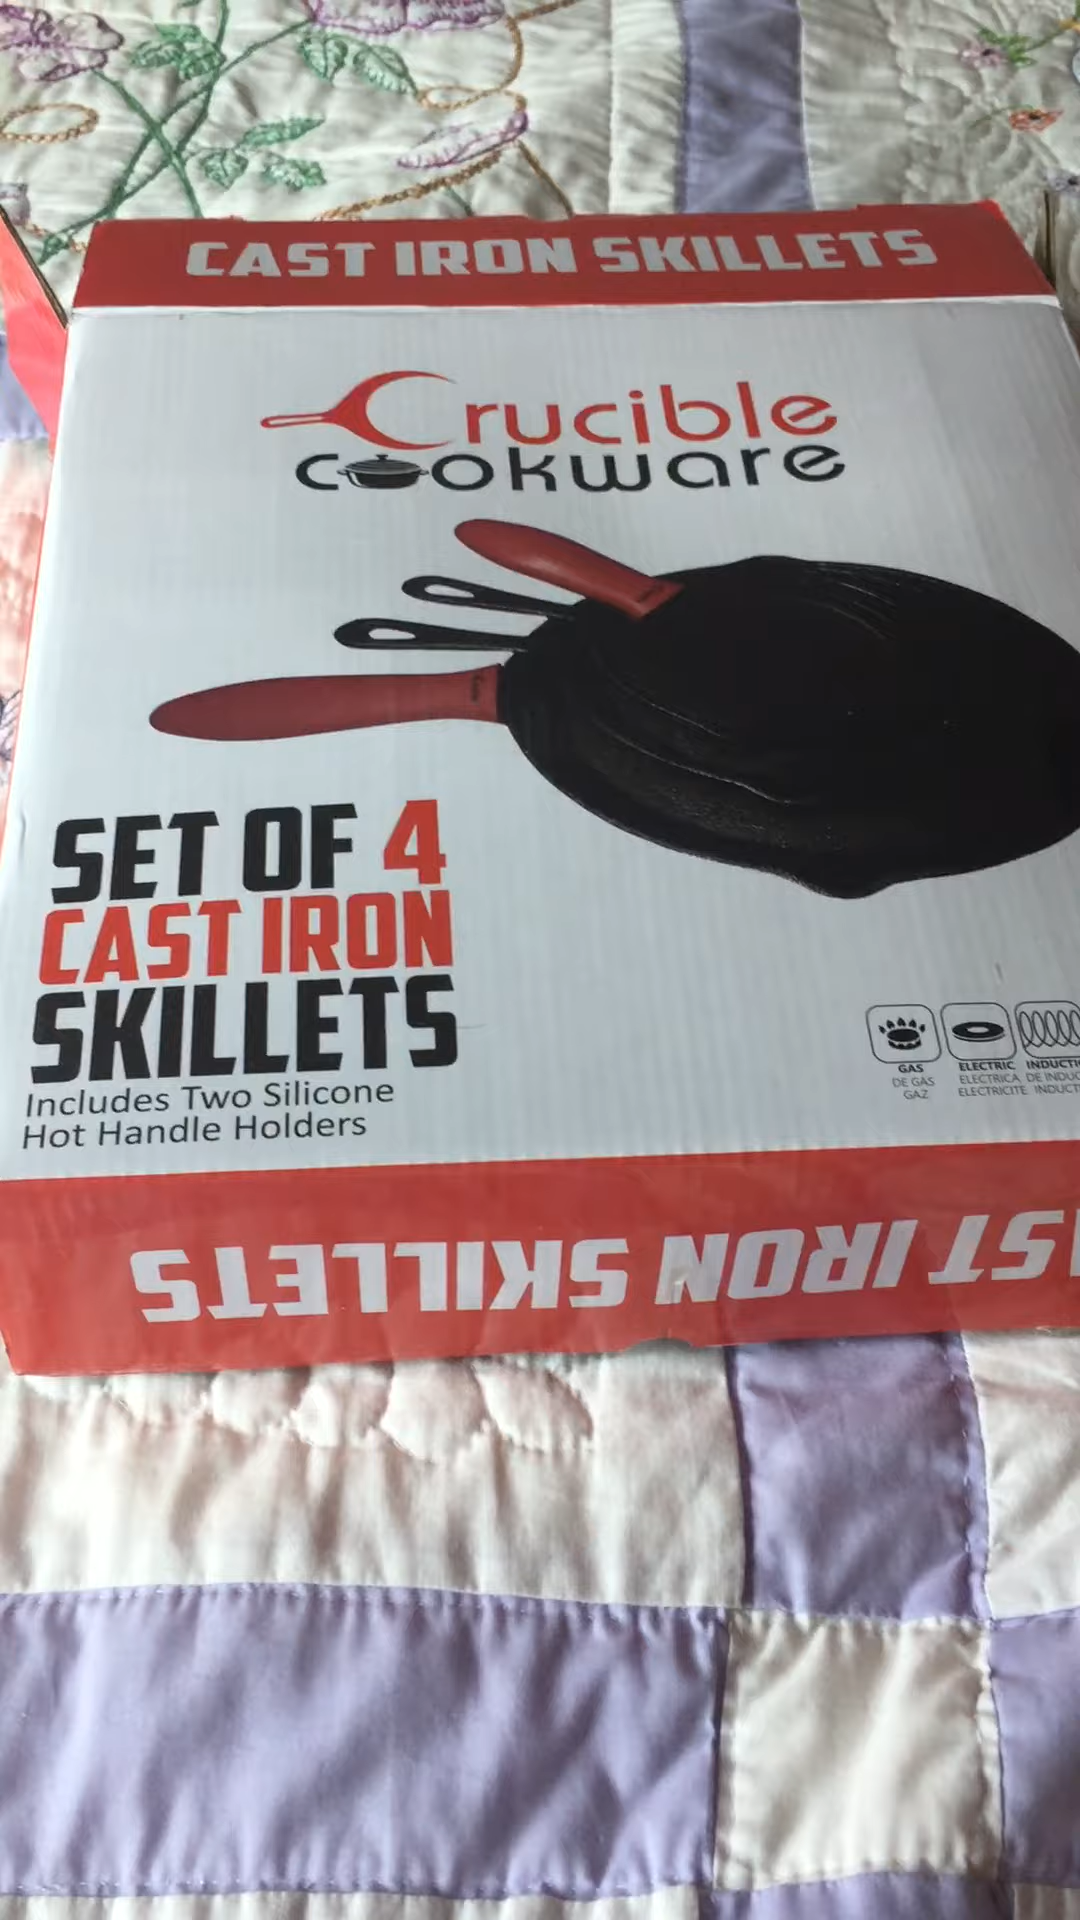 CAST IRON SKILLETS
Crucible
cookware
SET OF 4
CAST IRON
SKILLETS
Includes Two Silicone
Hot Handle Holders
GAS
DE GAS
GAZ
ELECTRIC
ELECTRICA
ELECTRICITE
IRON SKILLETS